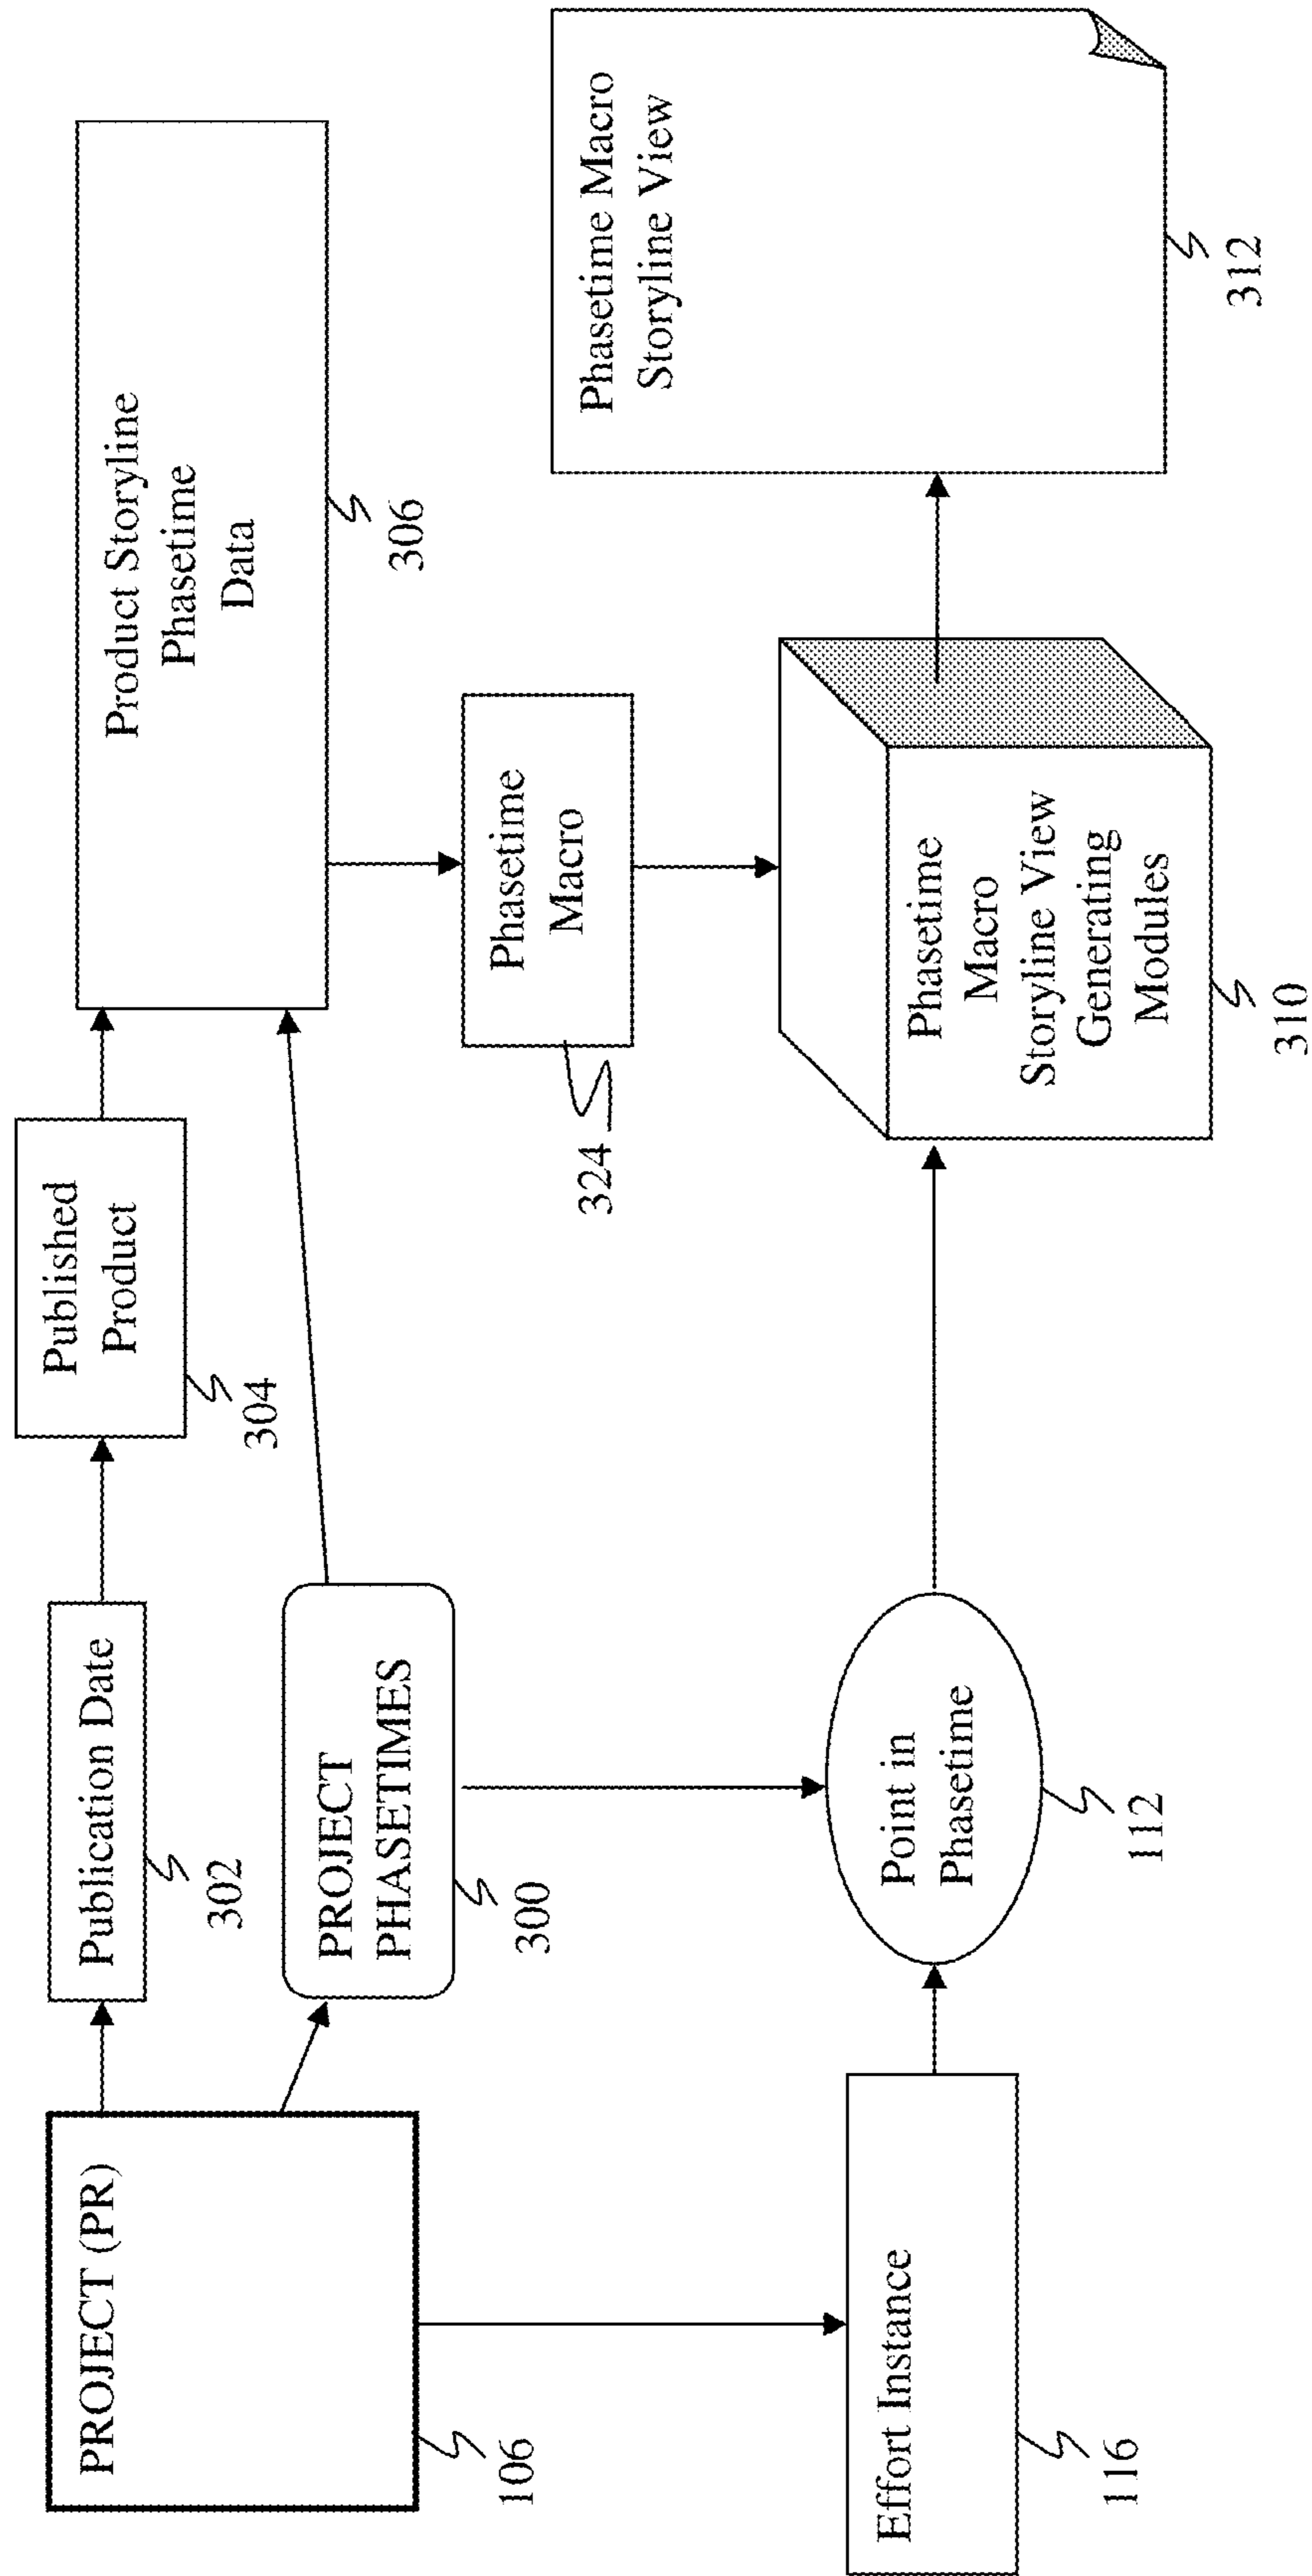 PROJECT (PR)
106
Publication Date
302
Published
Product
304
Product Storyline
Phasetime
Data
306
PROJECT
PHASETIMES
300
Phasetime
Macro
324
Effort Instance
116
Point in
Phasetime
112
Phasetime
Macro
Storyline View
Generating
Modules
310
Phasetime Macro
Storyline View
312